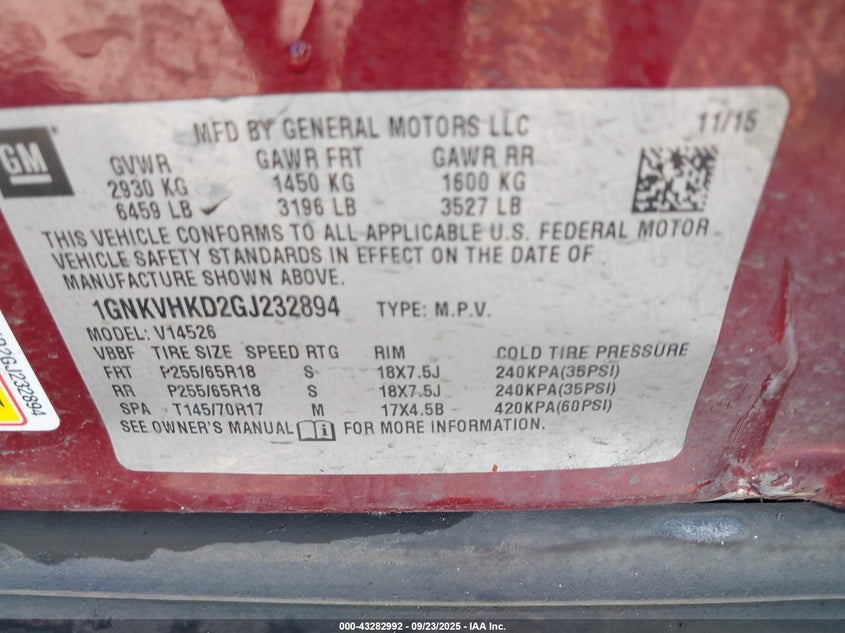 MFD BY GENERAL MOTORS LLC 11/15
GM
GVWR GAWR FRT GAWR RR
2930 KG 1450 KG 1600 KG
6459 LB 3196 LB 3527 LB
THIS VEHICLE CONFORMS TO ALL APPLICABLE U.S. FEDERAL MOTOR
VEHICLE SAFETY STANDARDS IN EFFECT ON THE DATE OF
MANUFACTURE SHOWN ABOVE.
1GNKVHKD2GJ232894 TYPE: M.P.V.
MODEL: V14526
VBBF TIRE SIZE SPEED RTG RIM COLD TIRE PRESSURE
FRT P255/65R18 S 18X7.5J 240KPA(35PSI)
RR P255/65R18 S 18X7.5J 240KPA(35PSI)
SPA T145/70R17 M 17X4.5B 420KPA(60PSI)
SEE OWNER'S MANUAL FOR MORE INFORMATION.
2GJ232894
000-43282992 - 09/23/2025 - IAA, Inc.